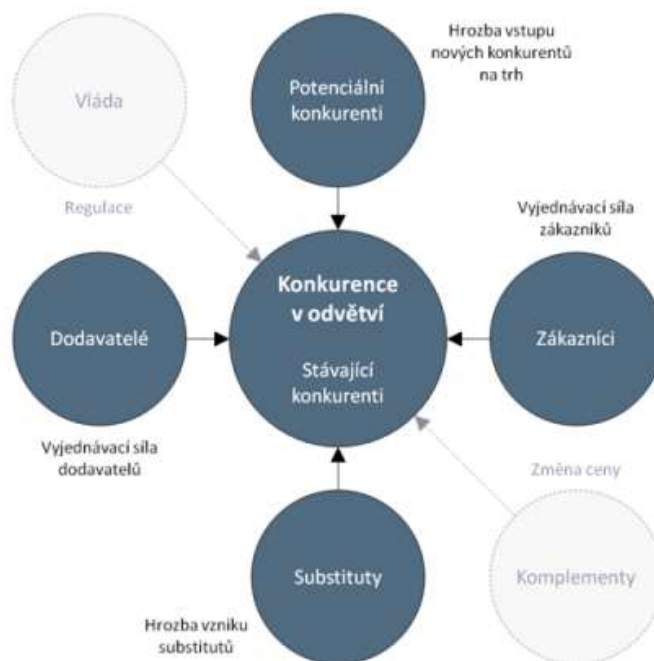 Hrozba vstupu
nových konkurentů
na trh
Potenciální
konkurenti
Vláda
Regulace
Vyjednávací síla
zákazníků
Konkurence
v odvětví
Stávající
konkurenti
Dodavatelé
Zákazníci
Vyjednávací síla
dodavatelů
Změna ceny
Substituty
Komplementy
Hrozba vzniku
substitutů